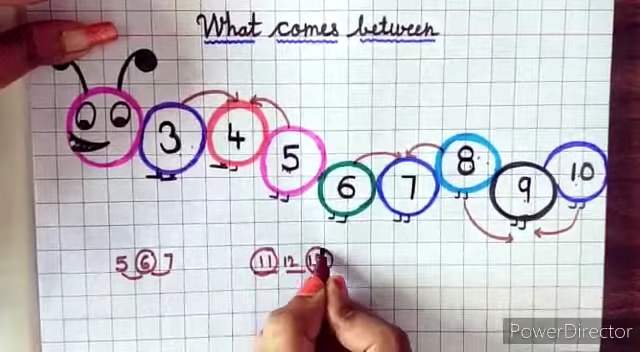 What comes between
3 4 5 6 7 8 9 10
5 6 7 11 12
PowerDirector